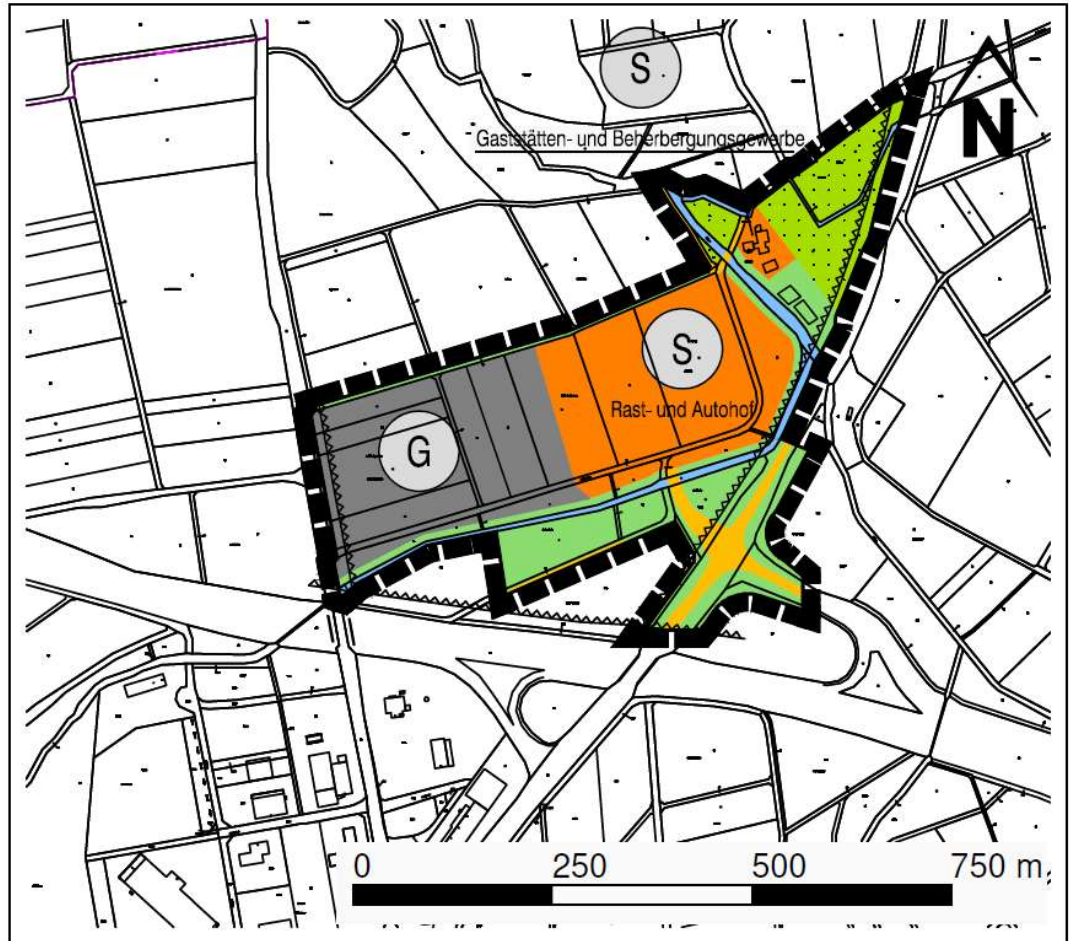 S
Gaststätten- und Beherbergungsgewerbe
N
S
Rast- und Autohof
G
0 250 500 750 m